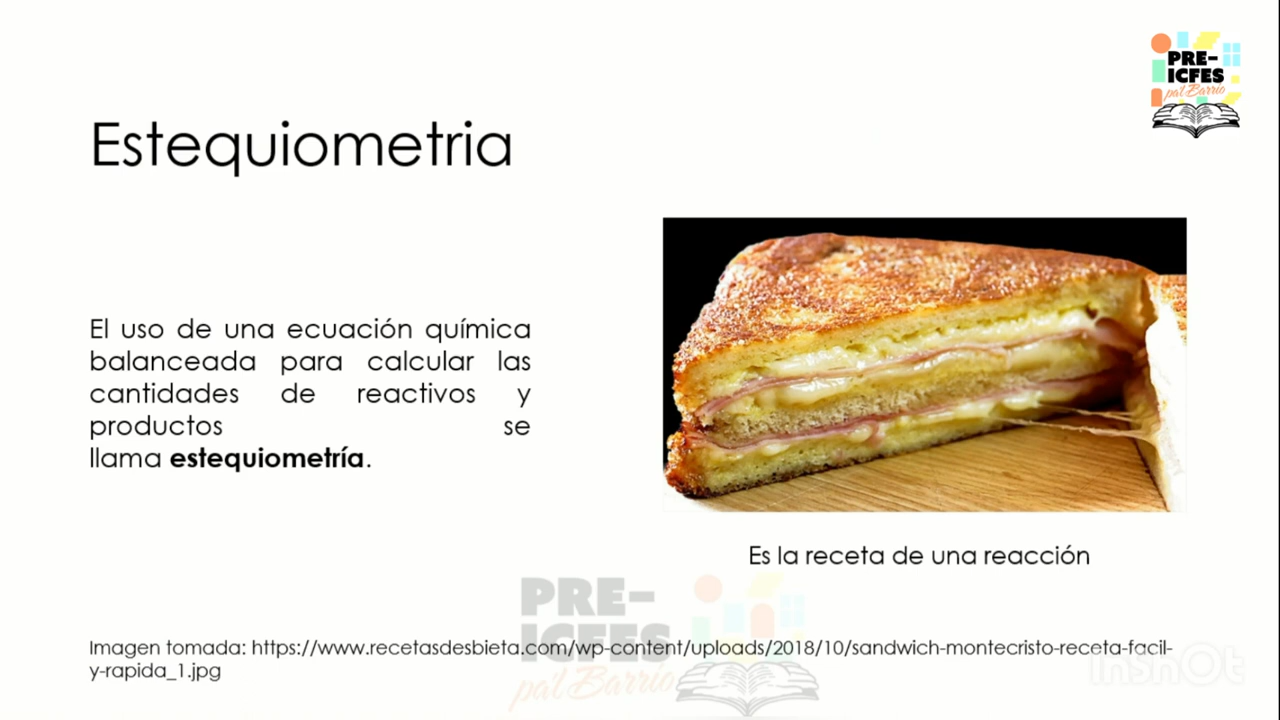 PRE-
ICFES
pa'l Barrio
Estequiometria
El uso de una ecuación química
balanceada para calcular las
cantidades de reactivos y
productos se
llama estequiometría.
Es la receta de una reacción
PRE-
ICFES
pa'l Barrio
Imagen tomada: https://www.recetasdesbieta.com/wp-content/uploads/2018/10/sandwich-montecristo-receta-facil-
y-rapida_1.jpg
InShOt